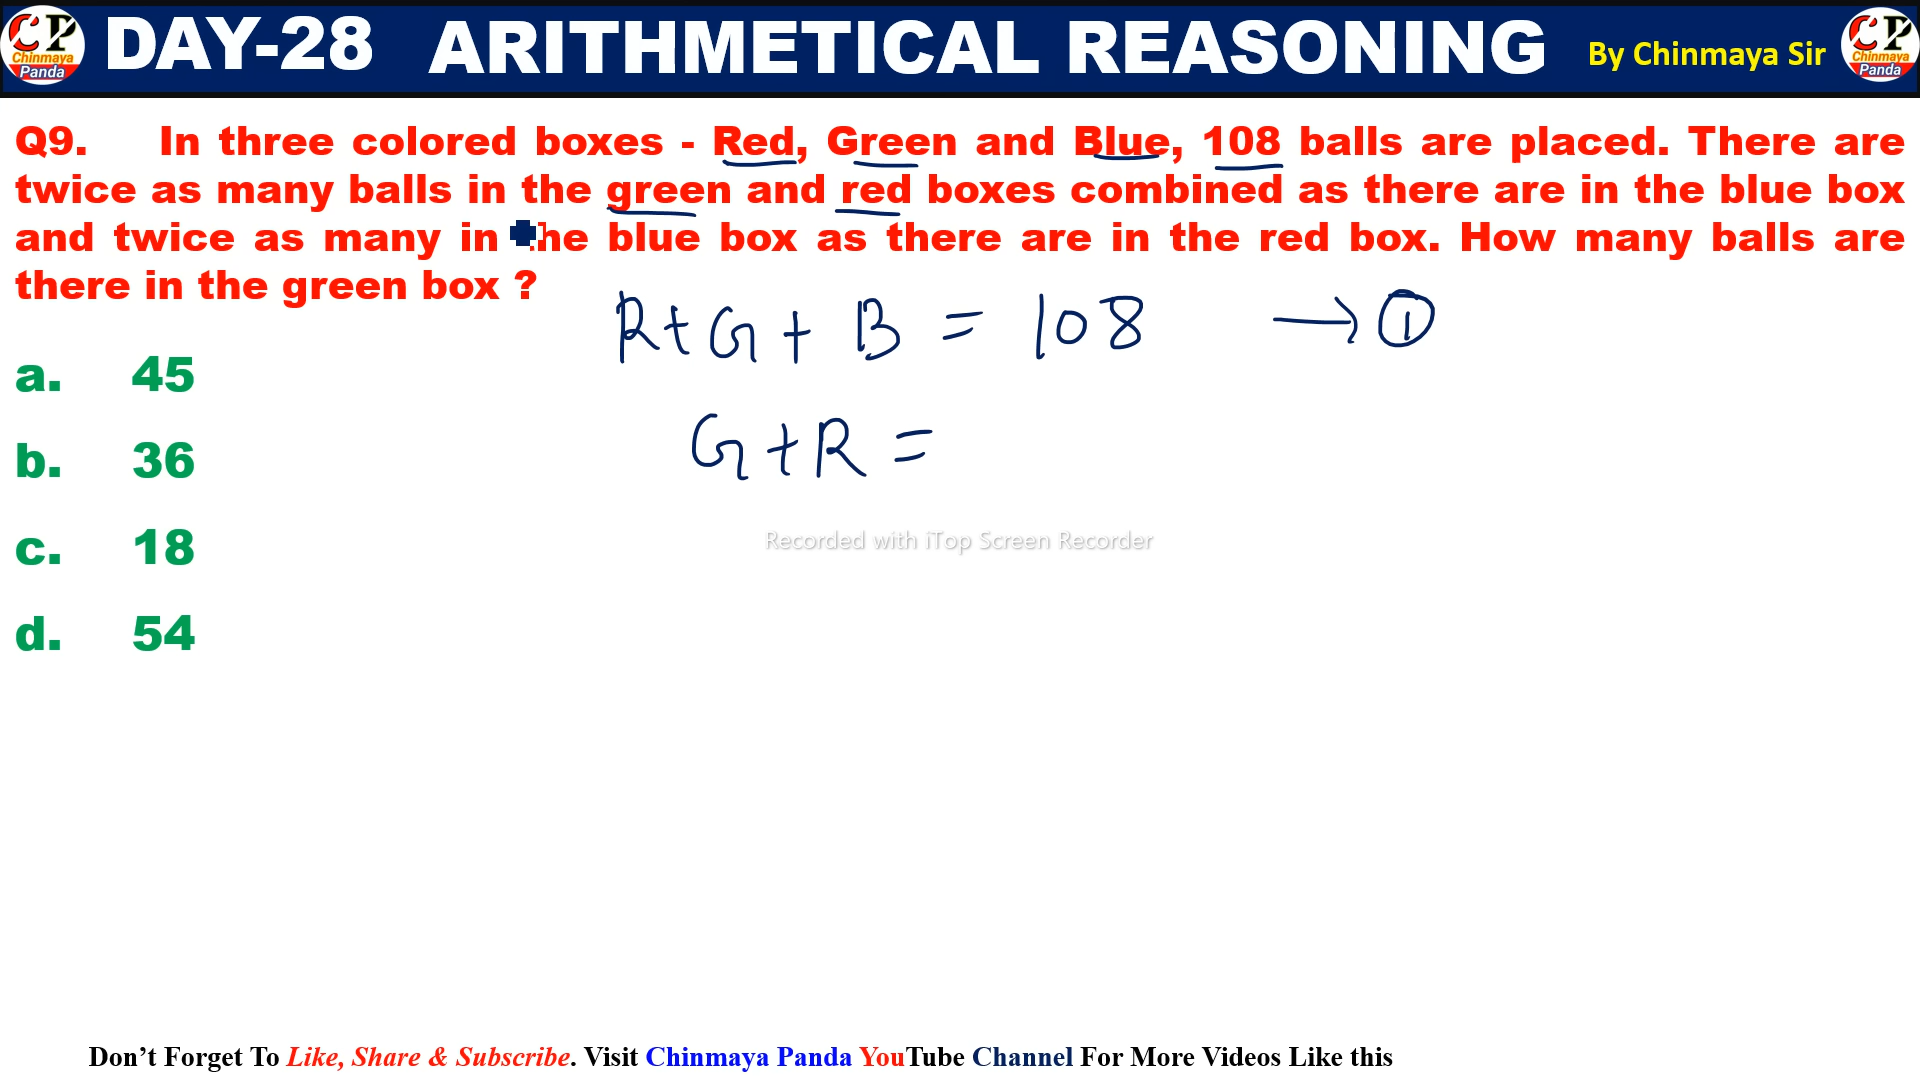 CP Chinmaya Panda DAY-28 ARITHMETICAL REASONING By Chinmaya Sir CP Chinmaya Panda
Q9. In three colored boxes - Red, Green and Blue, 108 balls are placed. There are
twice as many balls in the green and red boxes combined as there are in the blue box
and twice as many in the blue box as there are in the red box. How many balls are
there in the green box ?
R+G+B = 108 → ①
a. 45
G+R =
b. 36
Recorded with iTop Screen Recorder
c. 18
d. 54
Don’t Forget To Like, Share & Subscribe. Visit Chinmaya Panda YouTube Channel For More Videos Like this